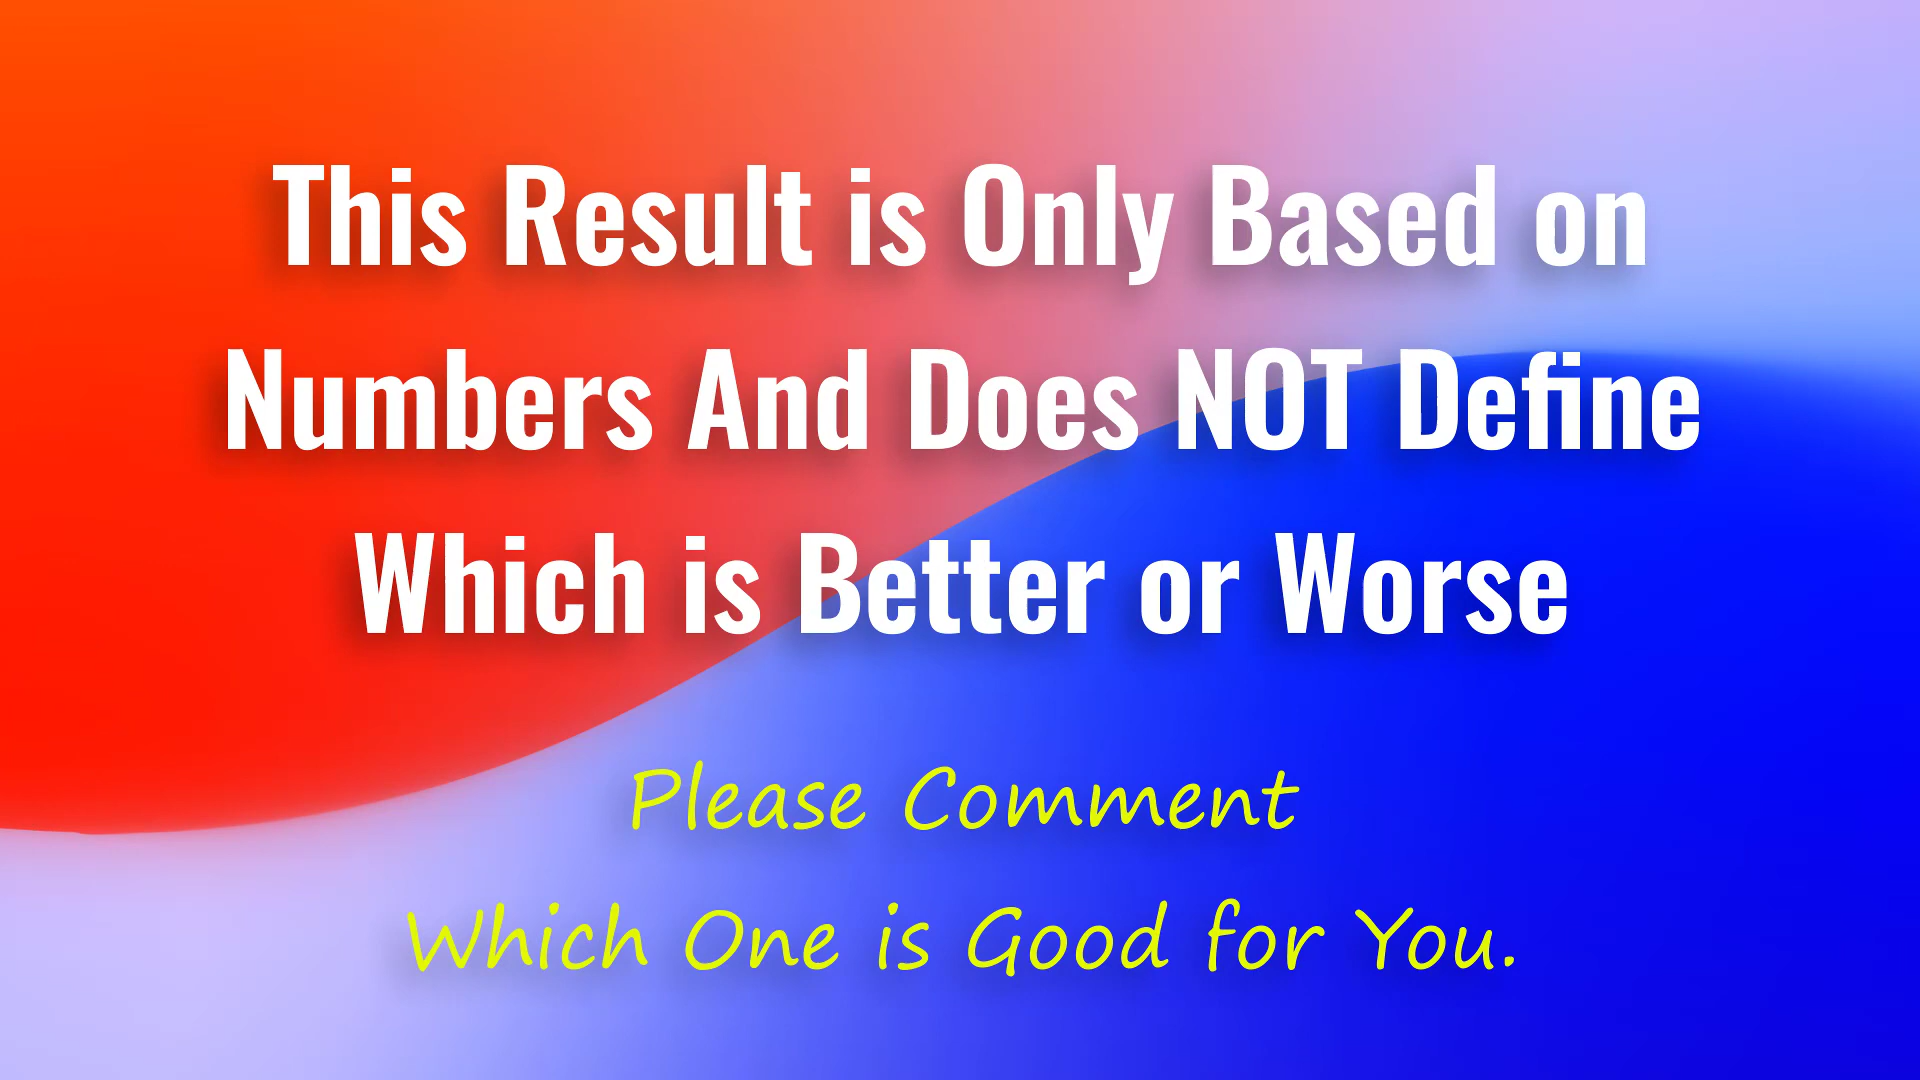 This Result is Only Based on
Numbers And Does NOT Define
Which is Better or Worse
Please Comment
Which One is Good for You.